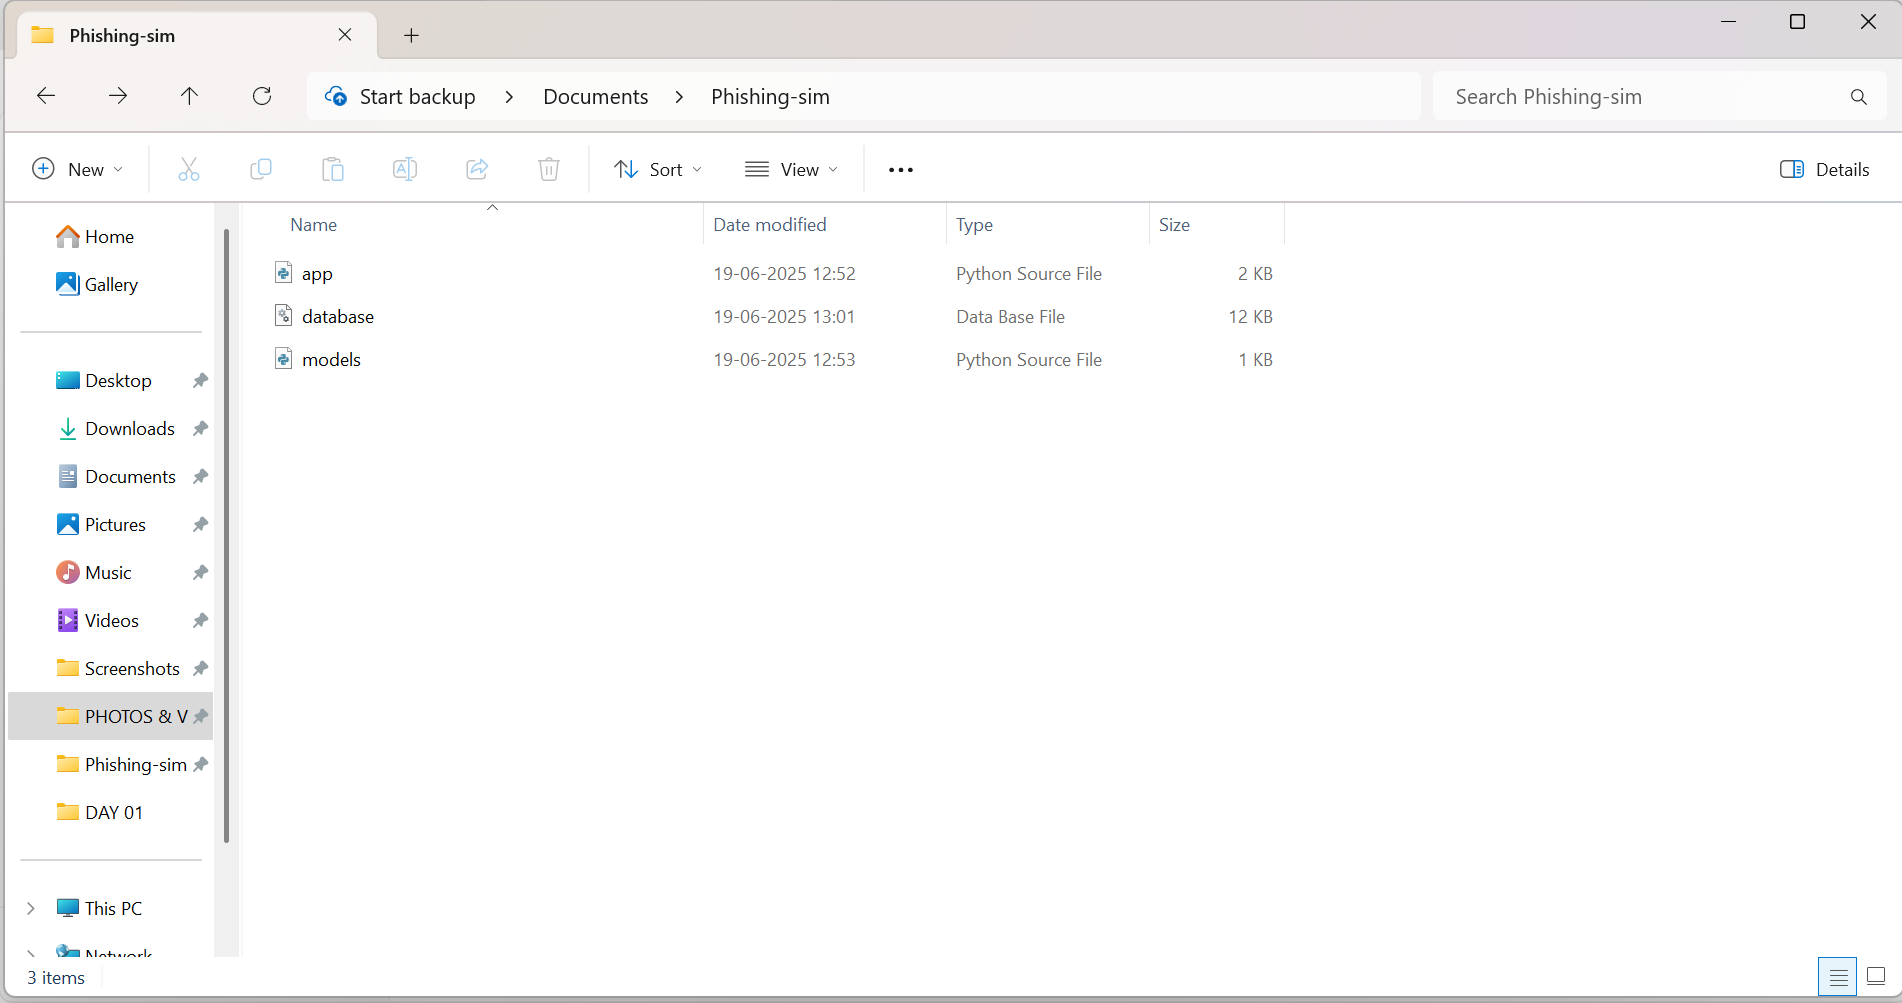 Phishing-sim
Start backup > Documents > Phishing-sim
Search Phishing-sim
New
Sort
View
Details
Name Date modified Type Size
app 19-06-2025 12:52 Python Source File 2 KB
database 19-06-2025 13:01 Data Base File 12 KB
models 19-06-2025 12:53 Python Source File 1 KB
Home
Gallery
Desktop
Downloads
Documents
Pictures
Music
Videos
Screenshots
PHOTOS & V
Phishing-sim
DAY 01
This PC
Network
3 items